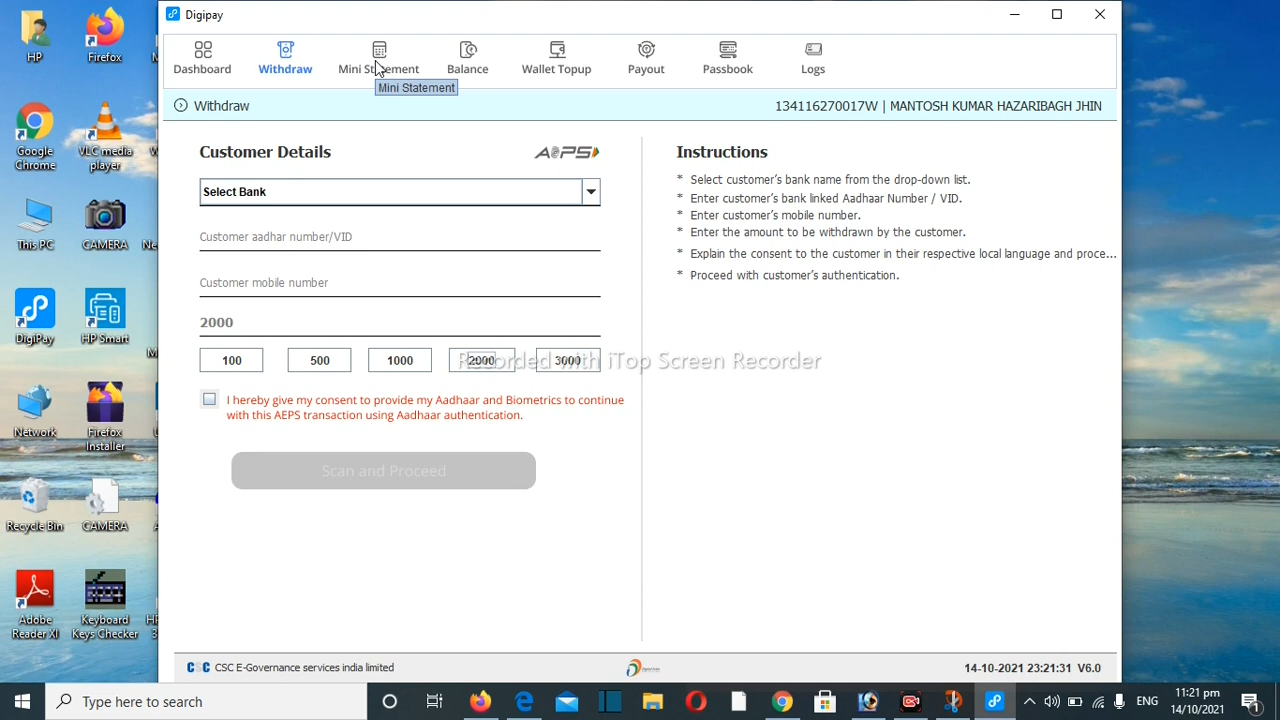 Digipay
Dashboard
Withdraw
Mini Statement
Balance
Wallet Topup
Payout
Passbook
Logs
Mini Statement
Withdraw
134116270017W | MANTOSH KUMAR HAZARIBAGH JHIN
Customer Details
AePS
Instructions
Select Bank
* Select customer's bank name from the drop-down list.
* Enter customer's bank linked Aadhaar Number / VID.
* Enter customer's mobile number.
* Enter the amount to be withdrawn by the customer.
* Explain the consent to the customer in their respective local language and proce...
* Proceed with customer's authentication.
Customer aadhar number/VID
Customer mobile number
2000
100
500
1000
2000
3000
Recorded with iTop Screen Recorder
I hereby give my consent to provide my Aadhaar and Biometrics to continue
with this AEPS transaction using Aadhaar authentication.
Scan and Proceed
CSC CSC E-Governance services india limited
14-10-2021 23:21:31 V6.0
HP
Firefox
Google
Chrome
VLC media
player
This PC
CAMERA
DigiPay
HP Smart
Network
Firefox
Installer
Recycle Bin
CAMERA
Adobe
Reader XI
Keyboard
Keys Checker
Type here to search
ENG
11:21 pm
14/10/2021
1